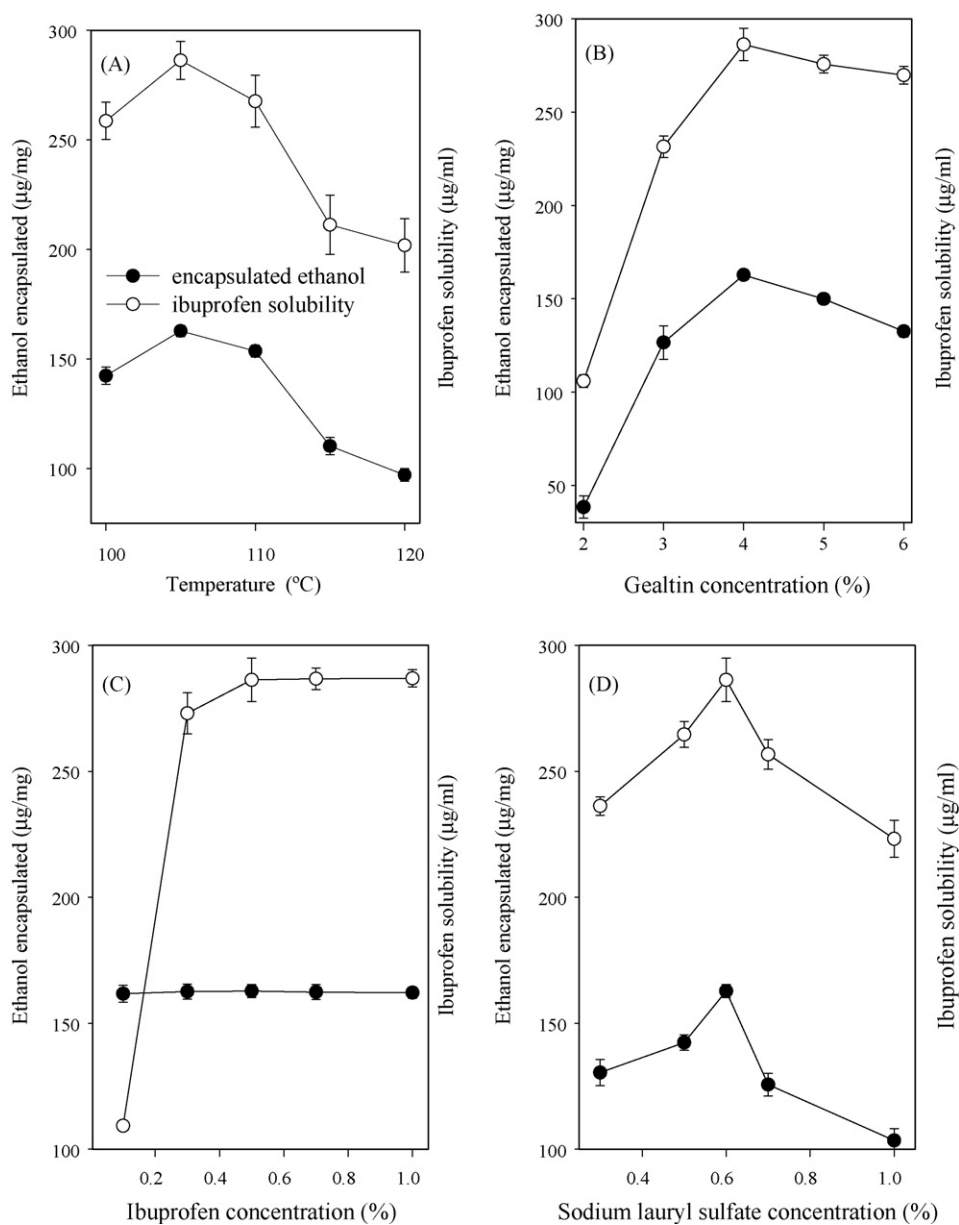 (A)
300
250
200
150
100
Ethanol encapsulated (µg/mg)
Ibuprofen solubility (µg/ml)
encapsulated ethanol
ibuprofen solubility
100
110
120
Temperature (ºC)
(B)
300
250
200
150
100
50
Ethanol encapsulated (µg/mg)
Ibuprofen solubility (µg/ml)
2
3
4
5
6
Gealtin concentration (%)
(C)
300
250
200
150
100
Ethanol encapsulated (µg/mg)
Ibuprofen solubility (µg/ml)
0.2
0.4
0.6
0.8
1.0
Ibuprofen concentration (%)
(D)
300
250
200
150
100
Ethanol encapsulated (µg/mg)
Ibuprofen solubility (µg/ml)
0.4
0.6
0.8
1.0
Sodium lauryl sulfate concentration (%)